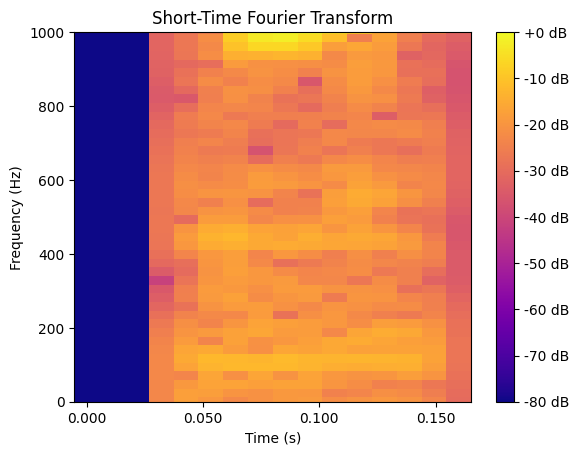 Short-Time Fourier Transform
1000
800
600
400
200
0
Frequency (Hz)
0.000
0.050
0.100
0.150
Time (s)
+0 dB
-10 dB
-20 dB
-30 dB
-40 dB
-50 dB
-60 dB
-70 dB
-80 dB